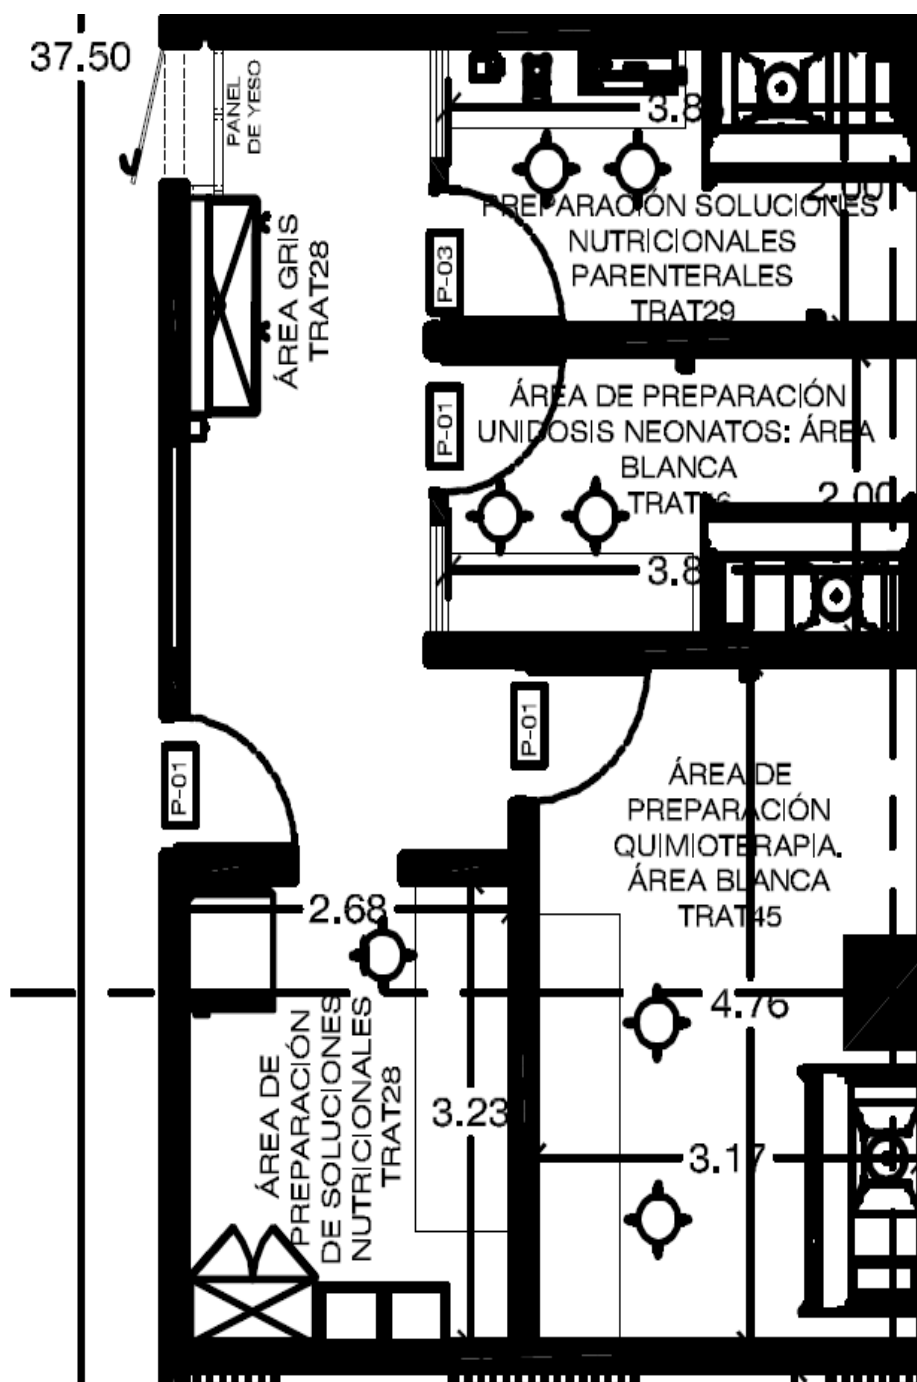 37.50
PANEL
DE YESO
3.8
2.00
PREPARACIÓN SOLUCIONES
NUTRICIONALES
PARENTERALES
TRAT29
ÁREA GRIS
TRAT28
P-03
P-01
ÁREA DE PREPARACIÓN
UNIDOSIS NEONATOS: ÁREA
BLANCA
2.00
3.8
P-01
P-01
ÁREA DE
PREPARACIÓN
QUIMIOTERAPIA.
ÁREA BLANCA
TRAT45
2.68
4.76
ÁREA DE
PREPARACIÓN
DE SOLUCIONES
NUTRICIONALES
TRAT28
3.23
3.17